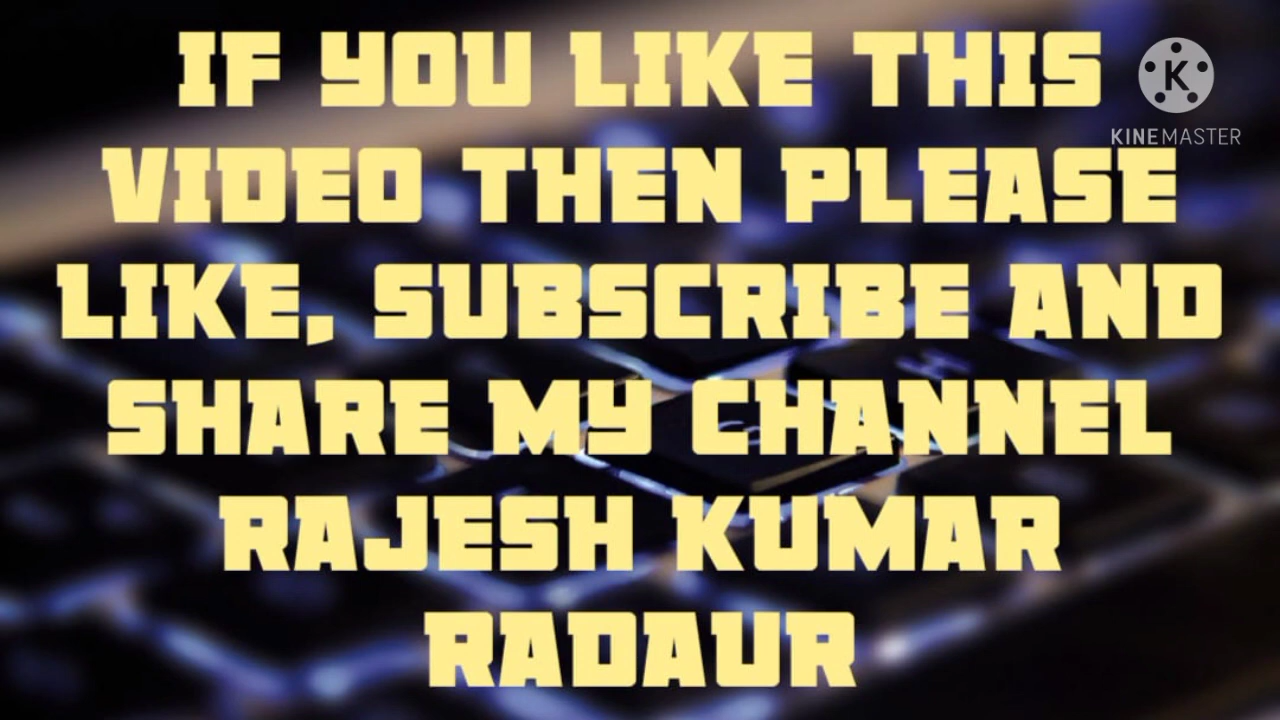 IF YOU LIKE THIS
K
KINEMASTER
VIDEO THEN PLEASE
LIKE, SUBSCRIBE AND
SHARE MY CHANNEL
RAJESH KUMAR
RADAUR